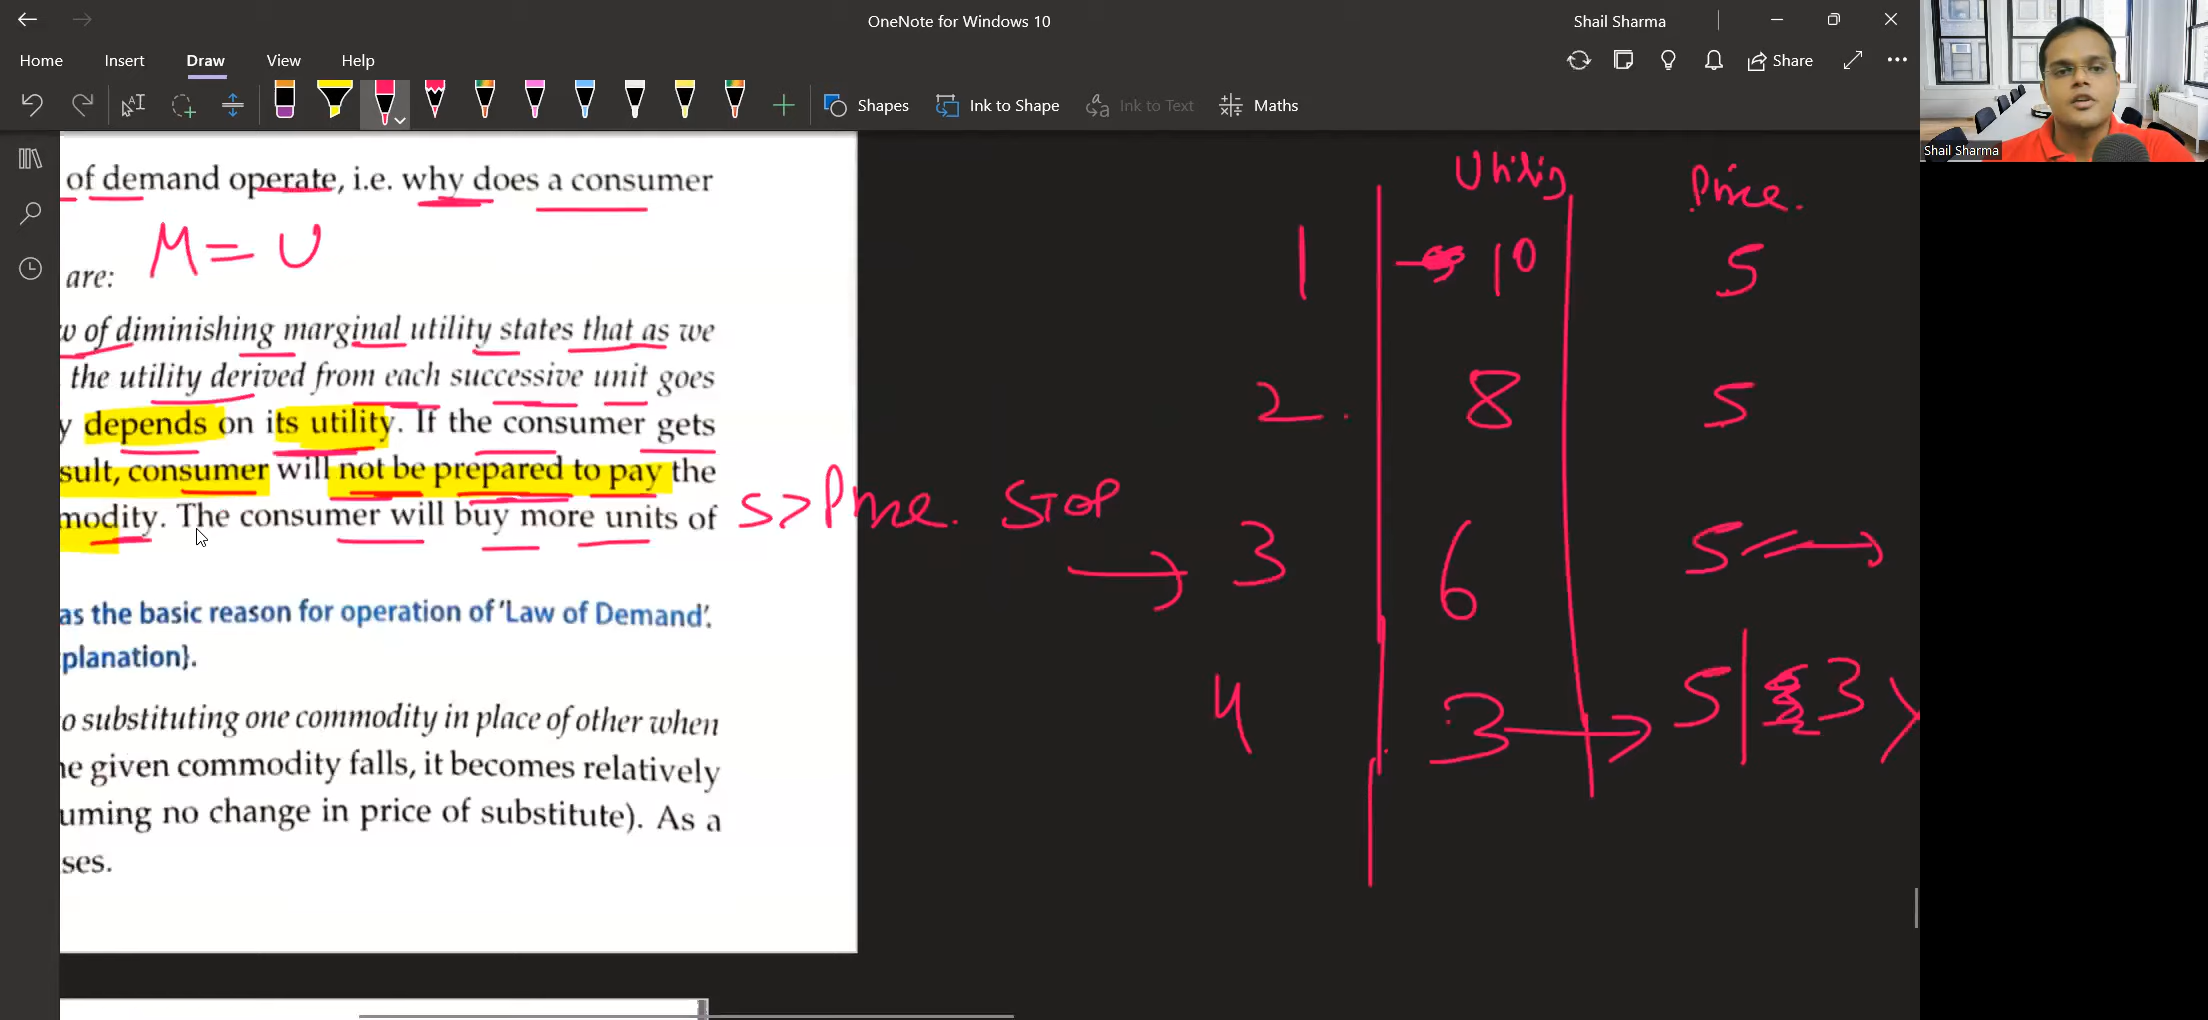 OneNote for Windows 10
Shail Sharma
Home Insert Draw View Help
Share
Shapes Ink to Shape Ink to Text Maths
Shail Sharma
of demand operate, i.e. why does a consumer
M = U
are:
w of diminishing marginal utility states that as we
the utility derived from each successive unit goes
y depends on its utility. If the consumer gets
sult, consumer will not be prepared to pay the
modity. The consumer will buy more units of
as the basic reason for operation of 'Law of Demand'.
planation}.
o substituting one commodity in place of other when
he given commodity falls, it becomes relatively
uming no change in price of substitute). As a
ses.
5 > Price. STOP
Utility Price.
1 10 5
2. 8 5
3 6 5
4 3 5 3